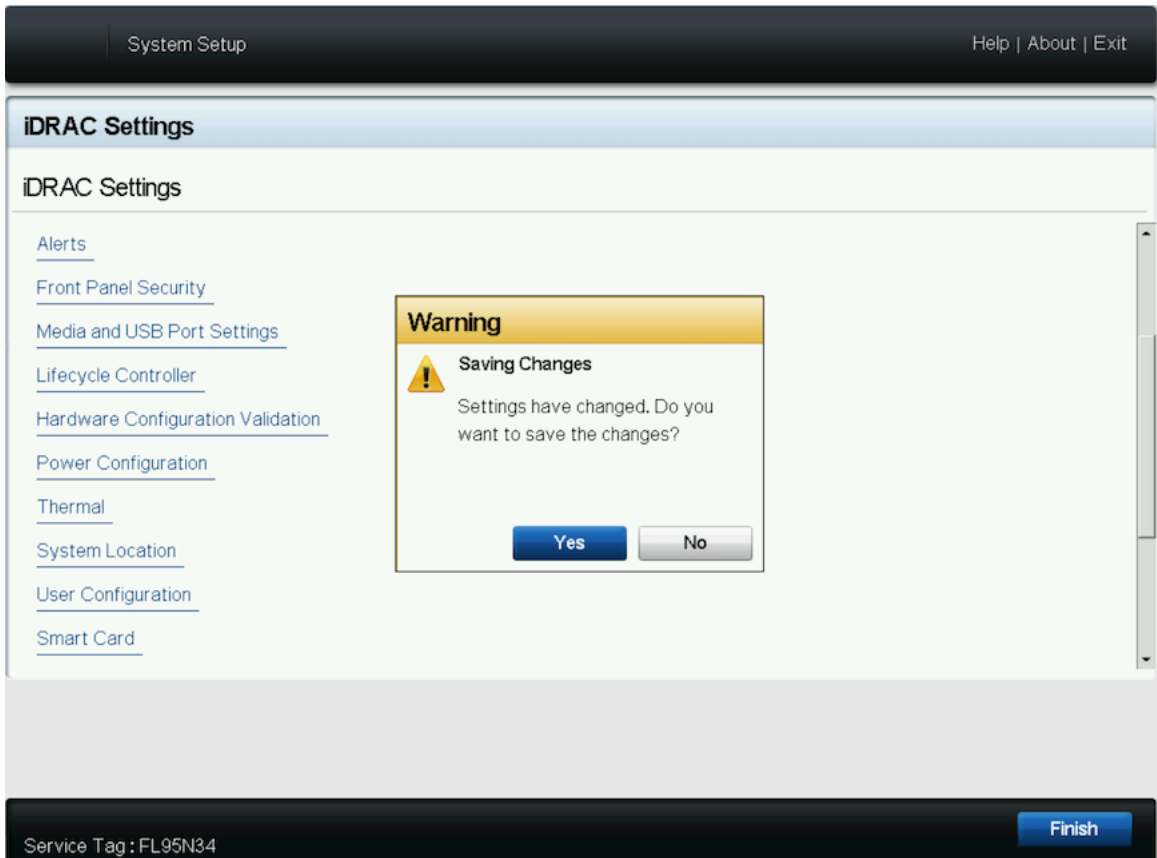 System Setup
Help | About | Exit
iDRAC Settings
iDRAC Settings
Alerts
Front Panel Security
Media and USB Port Settings
Lifecycle Controller
Hardware Configuration Validation
Power Configuration
Thermal
System Location
User Configuration
Smart Card
Warning
Saving Changes
Settings have changed. Do you
want to save the changes?
Yes
No
Finish
Service Tag : FL95N34